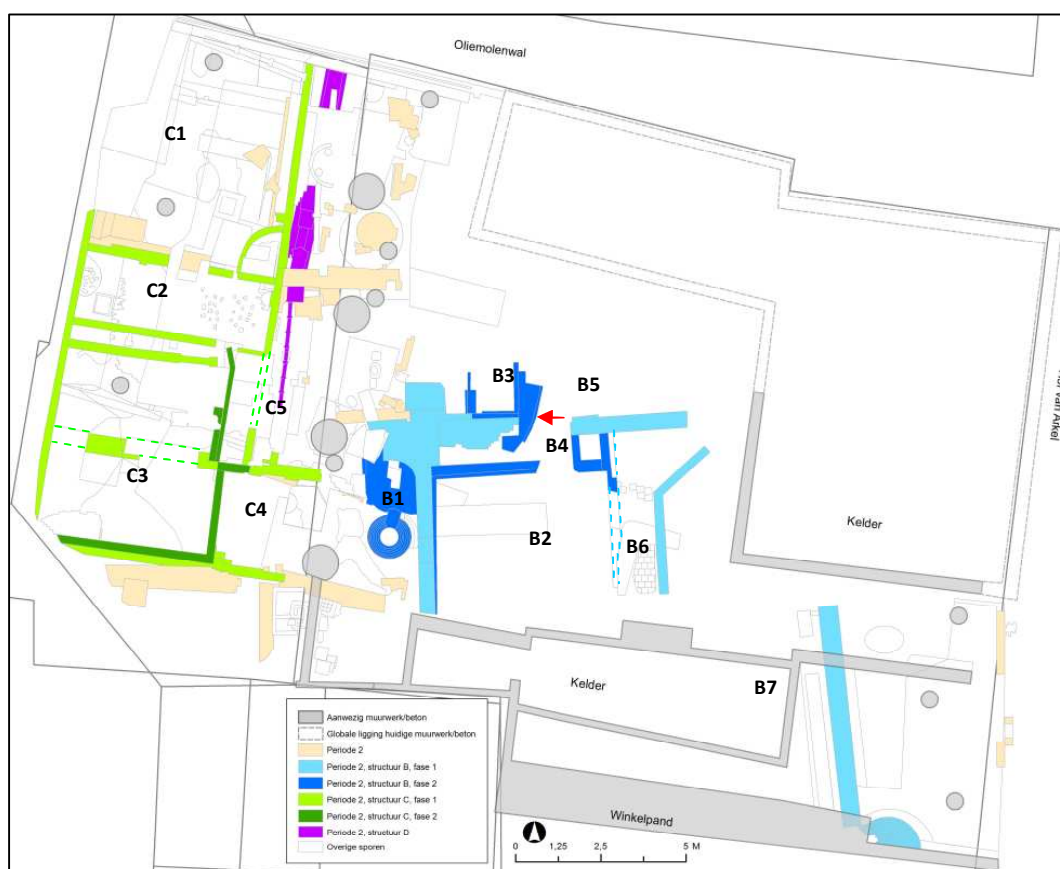 Oliemolenwal
C1
C2
B3
B5
C5
B4
C3
C4
B1
B2
B6
Kelder
Kelder
B7
Winkelpand
Aanwezig muurwerk/beton
Globale ligging huidige muurwerk/beton
Periode 2
Periode 2, structuur B, fase 1
Periode 2, structuur B, fase 2
Periode 2, structuur C, fase 1
Periode 2, structuur C, fase 2
Periode 2, structuur D
Overige sporen
0 1,25 2,5 5 M
van Arkel